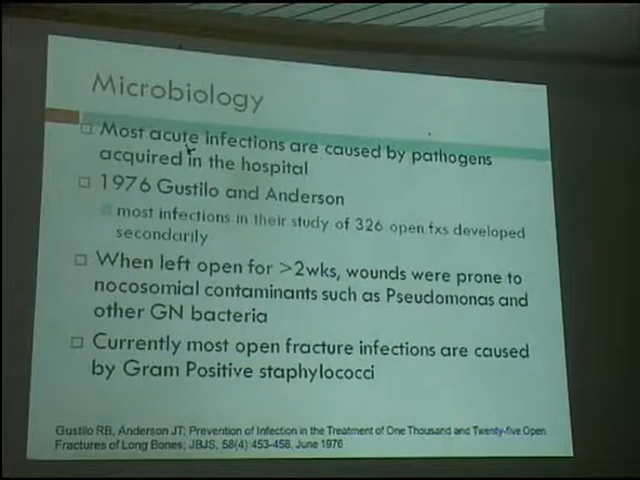 Microbiology
Most acute infections are caused by pathogens
acquired in the hospital
1976 Gustilo and Anderson
most infections in their study of 326 open fxs developed
secondarily
When left open for >2wks, wounds were prone to
nocosomial contaminants such as Pseudomonas and
other GN bacteria
Currently most open fracture infections are caused
by Gram Positive staphylococci
Gustilo RB, Anderson JT: Prevention of Infection in the Treatment of One Thousand and Twenty-five Open
Fractures of Long Bones; JBJS, 58(4):453-458, June 1976